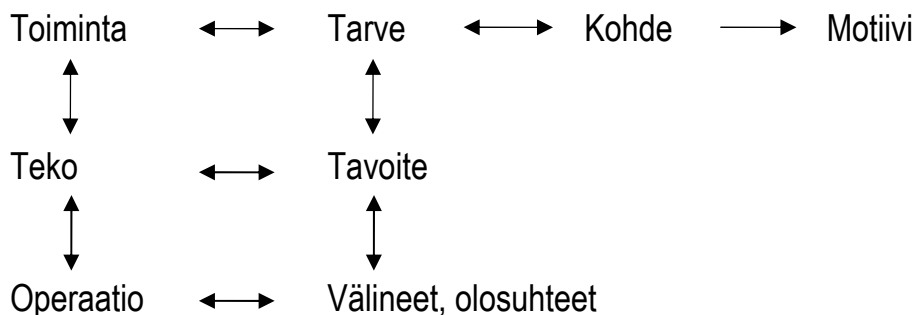 Toiminta Tarve Kohde Motiivi
Teko Tavoite
Operaatio Välineet, olosuhteet